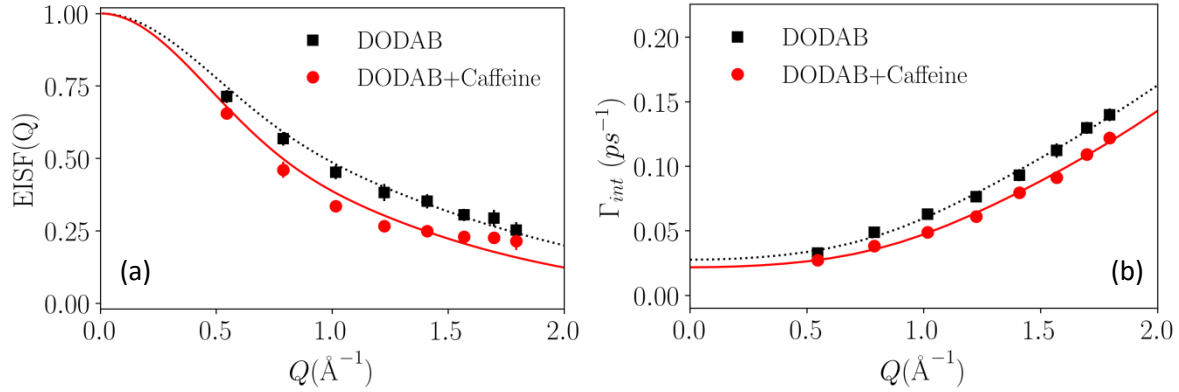 1.00
0.75
0.50
0.25
0.00
EISF(Q)
DODAB
DODAB+Caffeine
(a)
0.0 0.5 1.0 1.5 2.0
Q(Å⁻¹)
0.20
0.15
0.10
0.05
0.00
Γint (ps⁻¹)
DODAB
DODAB+Caffeine
(b)
0.0 0.5 1.0 1.5 2.0
Q(Å⁻¹)